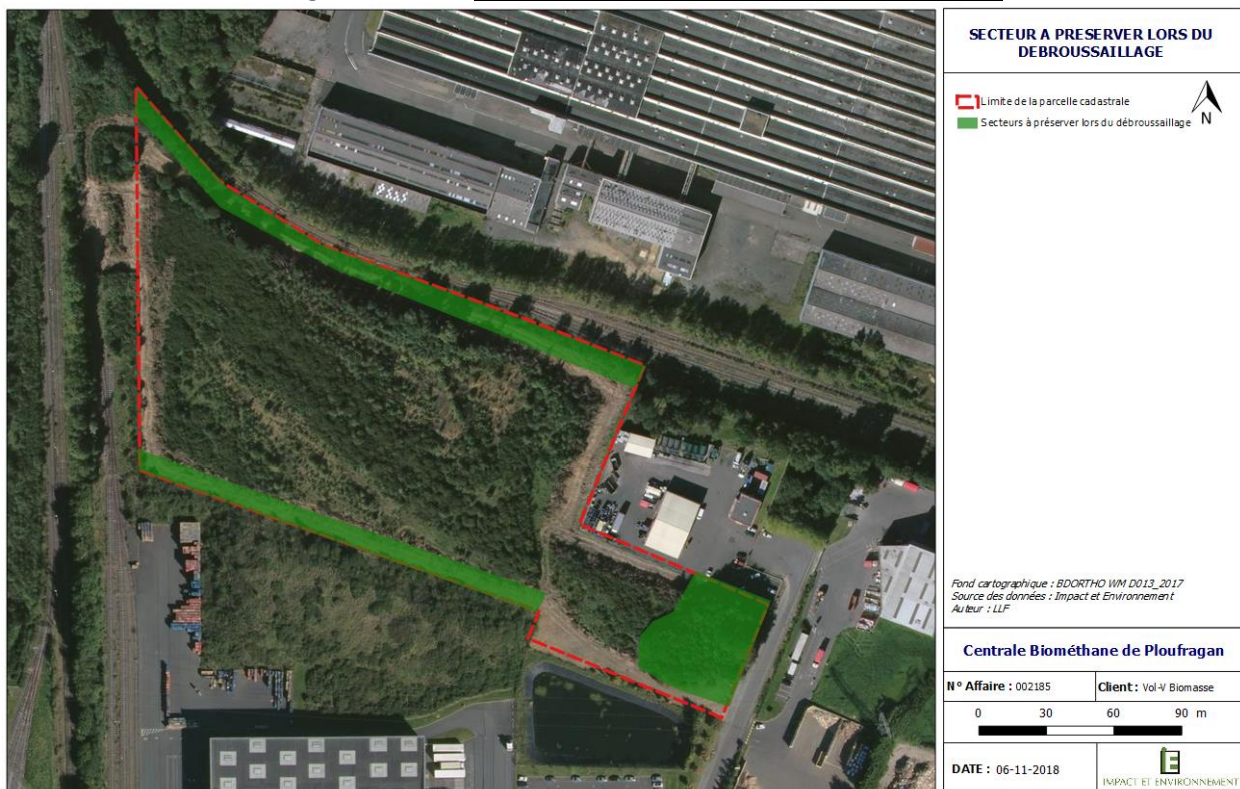 SECTEUR A PRESERVER LORS DU
DEBROUSSAILLAGE
Limite de la parcelle cadastrale
Secteurs à préserver lors du débroussaillage
N
Fond cartographique : BDORTHO WM D013_2017
Source des données : Impact et Environnement
Auteur : LLF
Centrale Biométhane de Ploufragan
N° Affaire : 002185
Client : Vol-V Biomasse
0 30 60 90 m
DATE : 06-11-2018
IE
IMPACT ET ENVIRONNEMENT